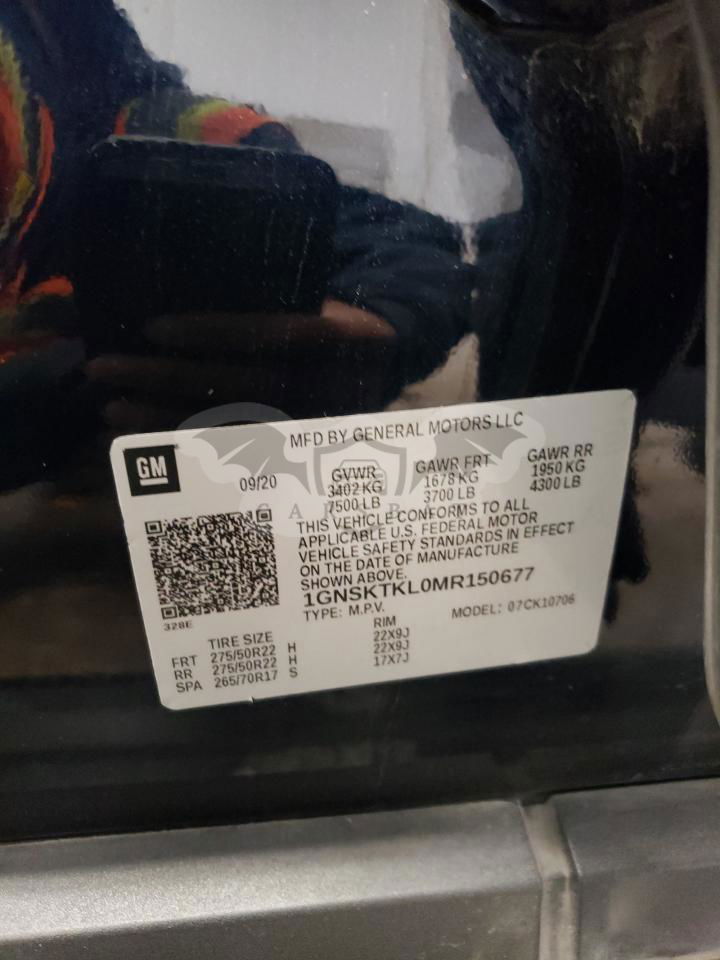 MFD BY GENERAL MOTORS LLC
GM
09/20
GVWR GAWR FRT GAWR RR
3402 KG 1678 KG 1950 KG
7500 LB 3700 LB 4300 LB
THIS VEHICLE CONFORMS TO ALL
APPLICABLE U.S. FEDERAL MOTOR
VEHICLE SAFETY STANDARDS IN EFFECT
ON THE DATE OF MANUFACTURE
SHOWN ABOVE.
1GNSKTKL0MR150677
328E
TYPE: M.P.V. MODEL: 07CK10706
TIRE SIZE RIM
FRT 275/50R22 H 22X9J
RR 275/50R22 H 22X9J
SPA 265/70R17 S 17X7J